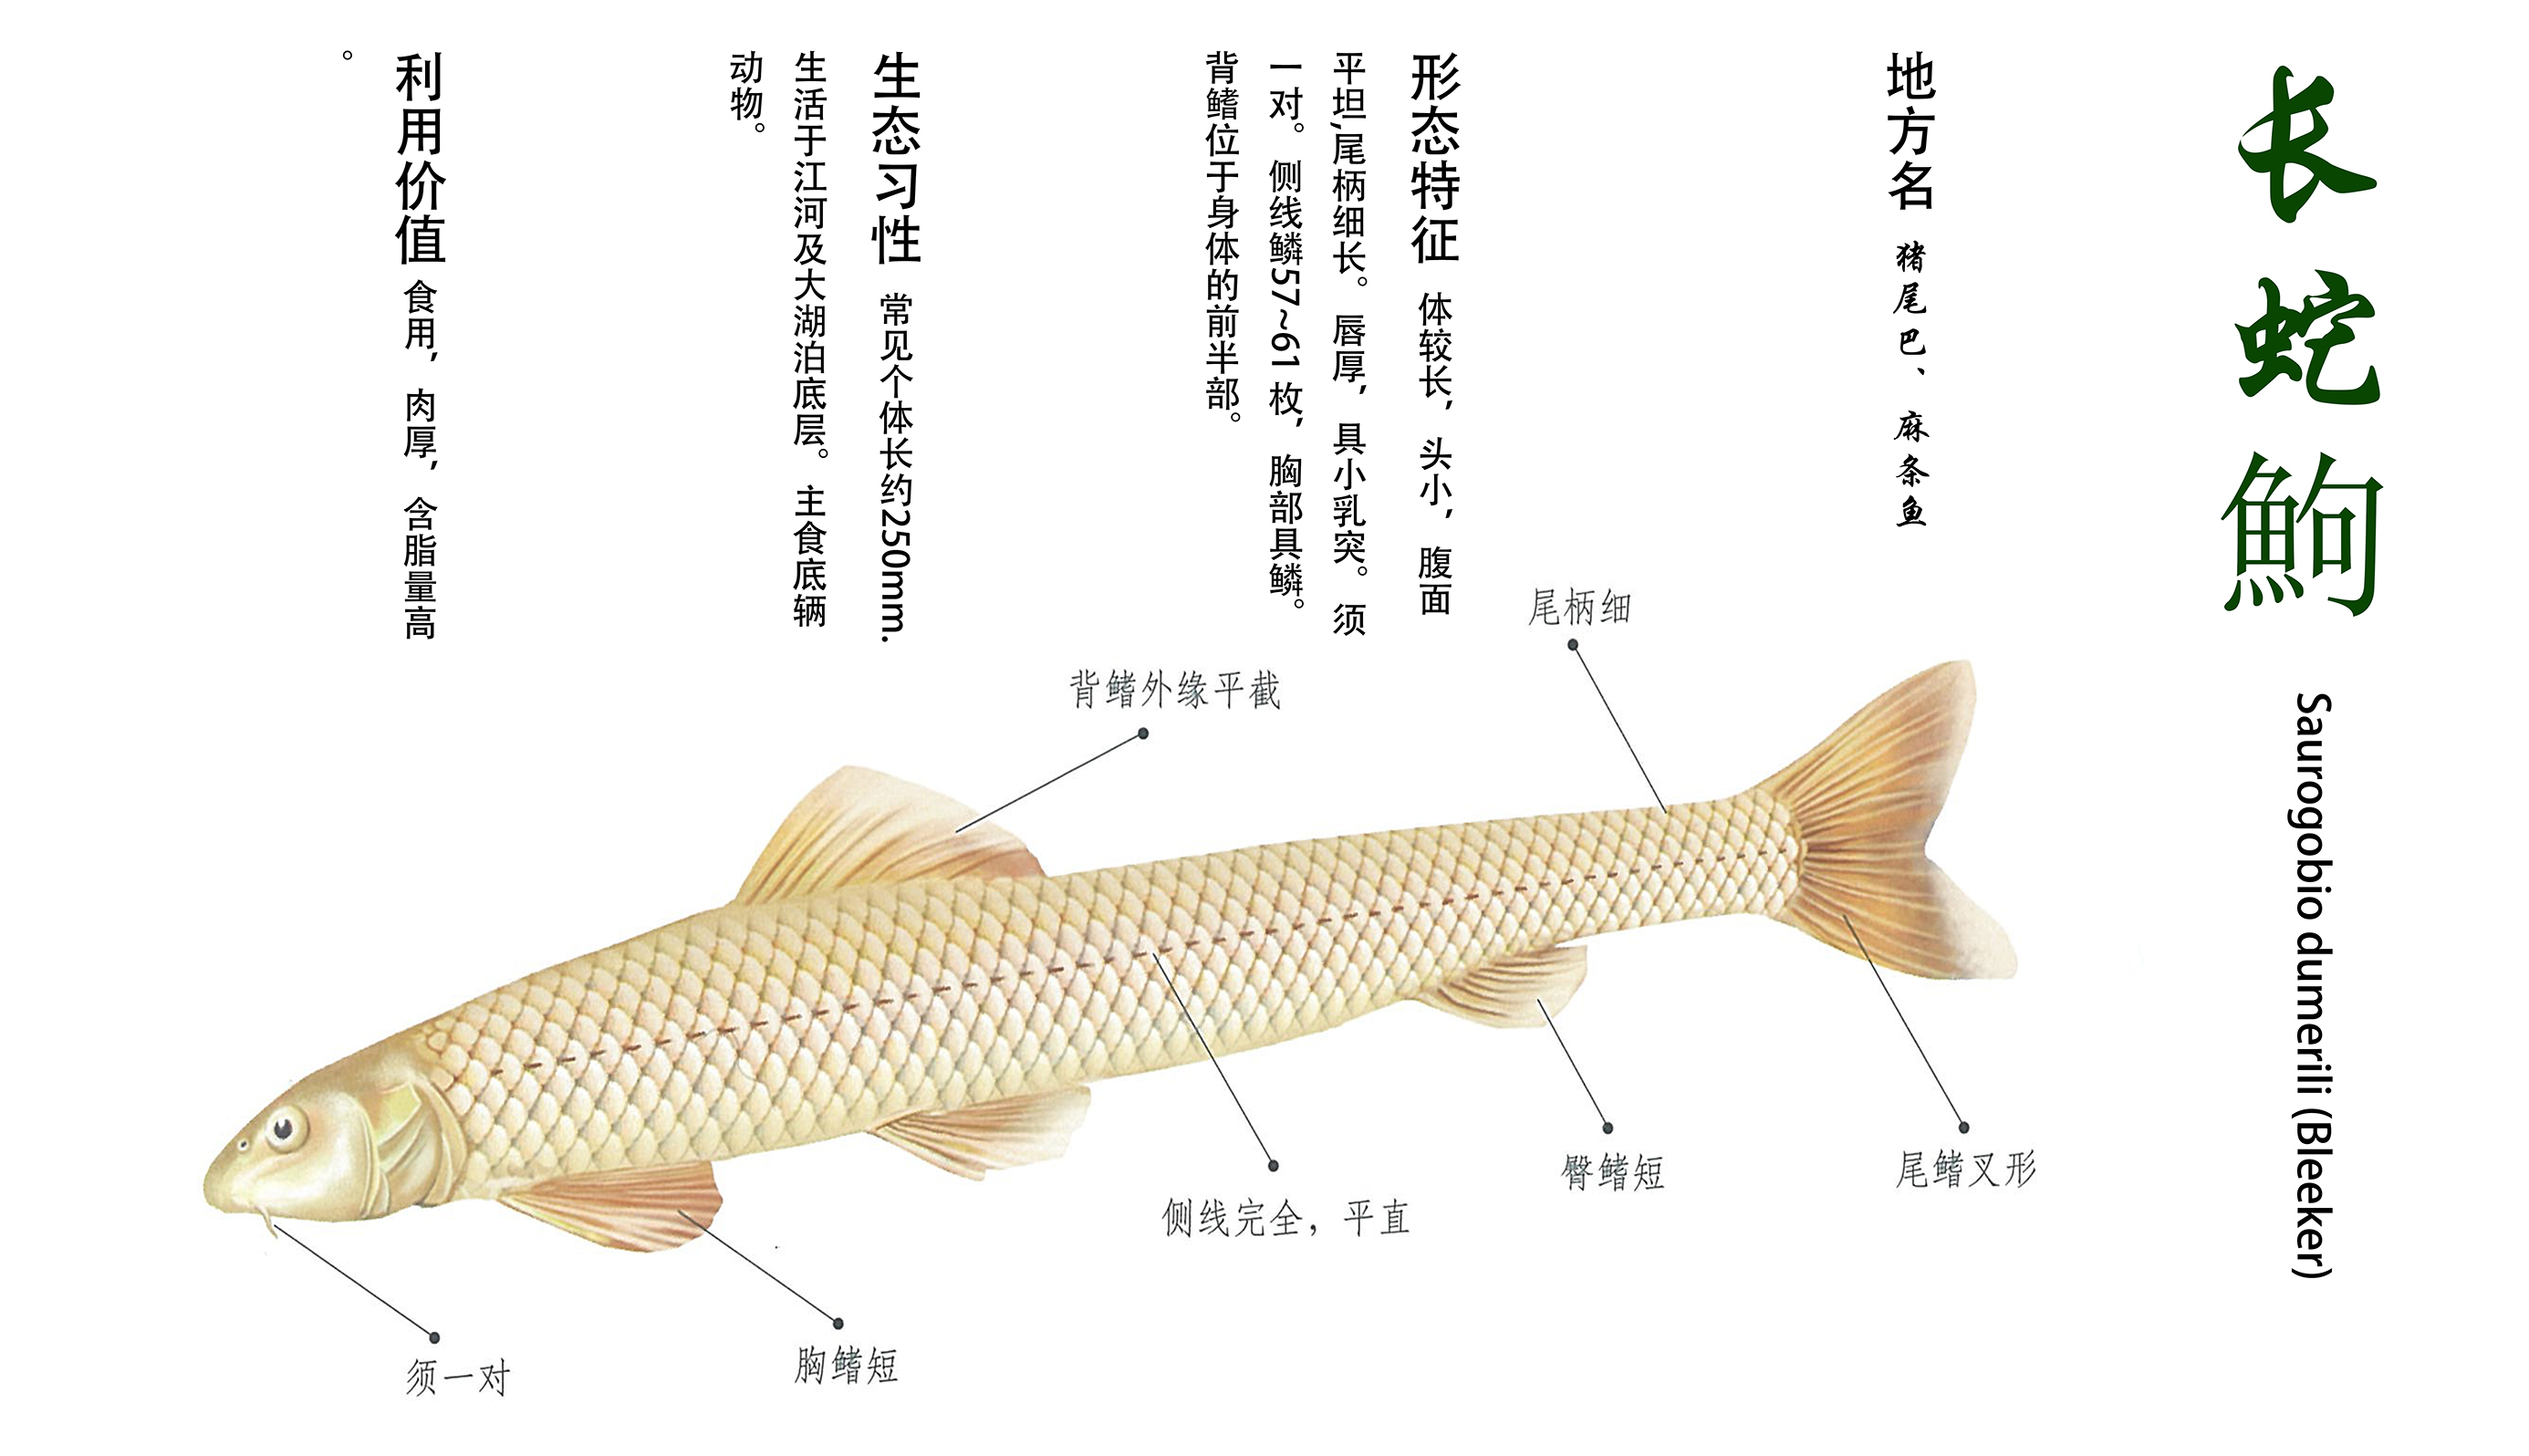 长蛇鮈
Saurogobio dumerili (Bleeker)
地方名 猪尾巴、麻条鱼
形态特征 体较长，头小，腹面
平坦,尾柄细长。唇厚，具小乳突。须
一对。侧线鳞57~61枚，胸部具鳞。
背鳍位于身体的前半部。
生态习性 常见个体长约250mm.
生活于江河及大湖泊底层。主食底辆
动物。
利用价值 食用，肉厚，含脂量高
。
尾柄细
背鳍外缘平截
臀鳍短
尾鳍叉形
侧线完全，平直
胸鳍短
须一对